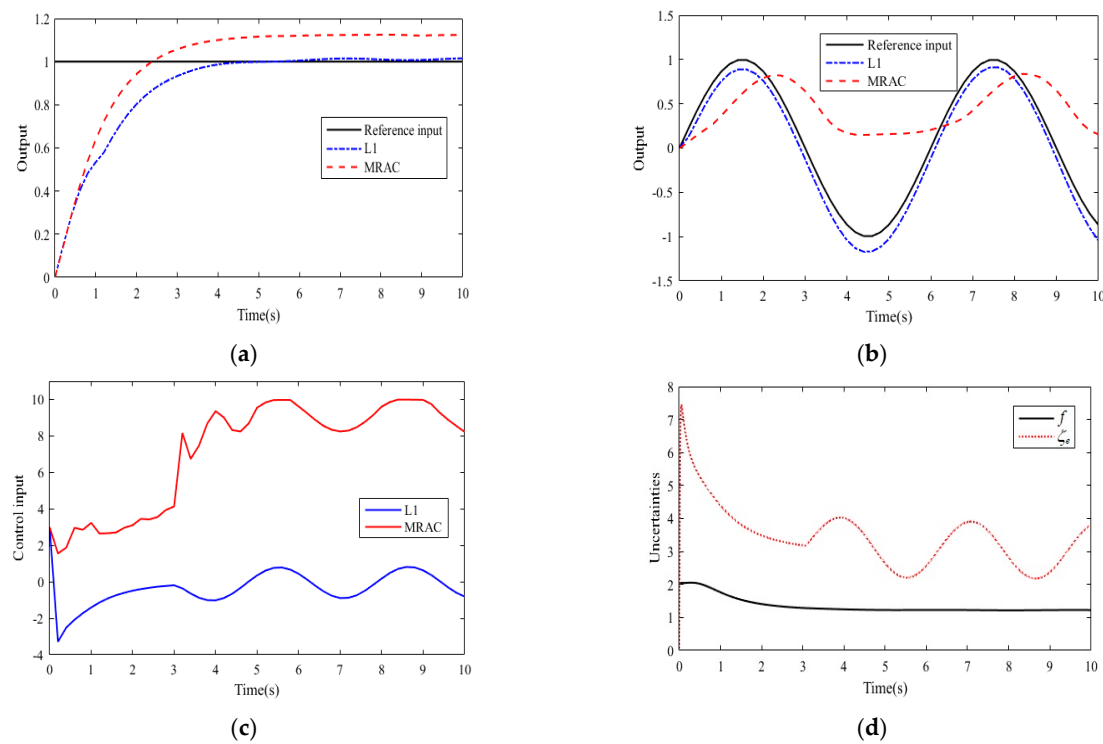 1.2
1
0.8
0.6
0.4
0.2
0
Output
Reference input
L1
MRAC
0 1 2 3 4 5 6 7 8 9 10
Time(s)
(a)
1.5
1
0.5
0
-0.5
-1
-1.5
Output
Reference input
L1
MRAC
0 1 2 3 4 5 6 7 8 9 10
Time(s)
(b)
10
8
6
4
2
0
-2
-4
Control input
L1
MRAC
0 1 2 3 4 5 6 7 8 9 10
Time(s)
(c)
8
7
6
5
4
3
2
1
0
Uncertainties
f
ζe
0 2 4 6 8 10
Time(s)
(d)